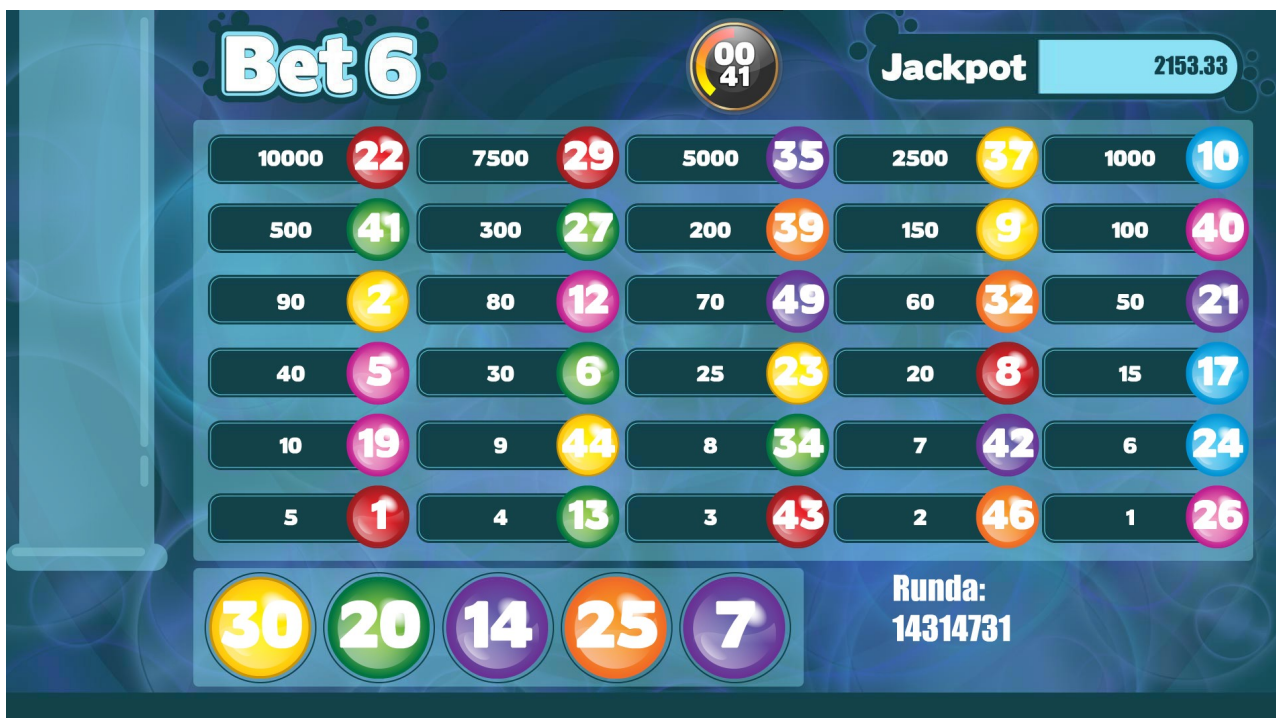 Bet 6
00
41
Jackpot 2153.33
10000 22 7500 29 5000 35 2500 37 1000 10
500 41 300 27 200 39 150 9 100 40
90 2 80 12 70 49 60 32 50 21
40 5 30 6 25 23 20 8 15 17
10 19 9 44 8 34 7 42 6 24
5 1 4 13 3 43 2 46 1 26
30 20 14 25 7
Runda:
14314731